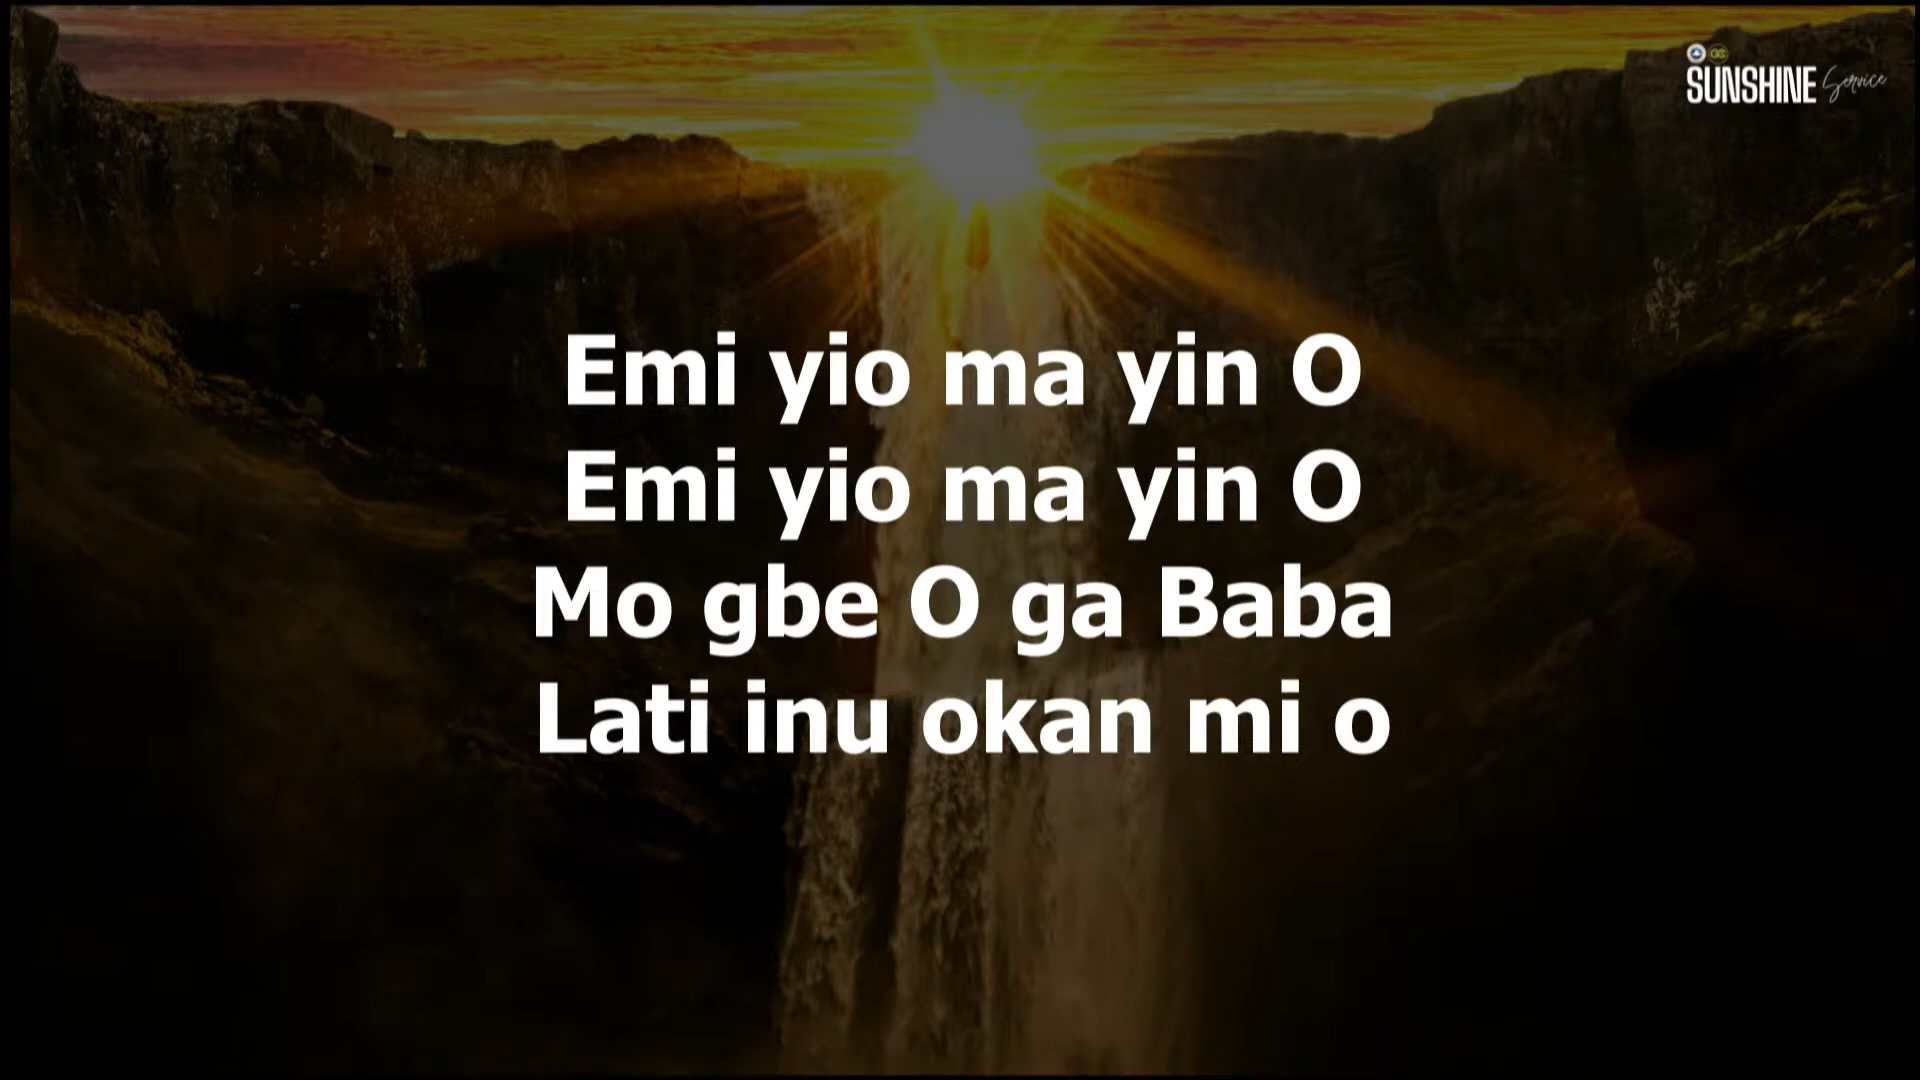 SUNSHINE Service
Emi yio ma yin O
Emi yio ma yin O
Mo gbe O ga Baba
Lati inu okan mi o